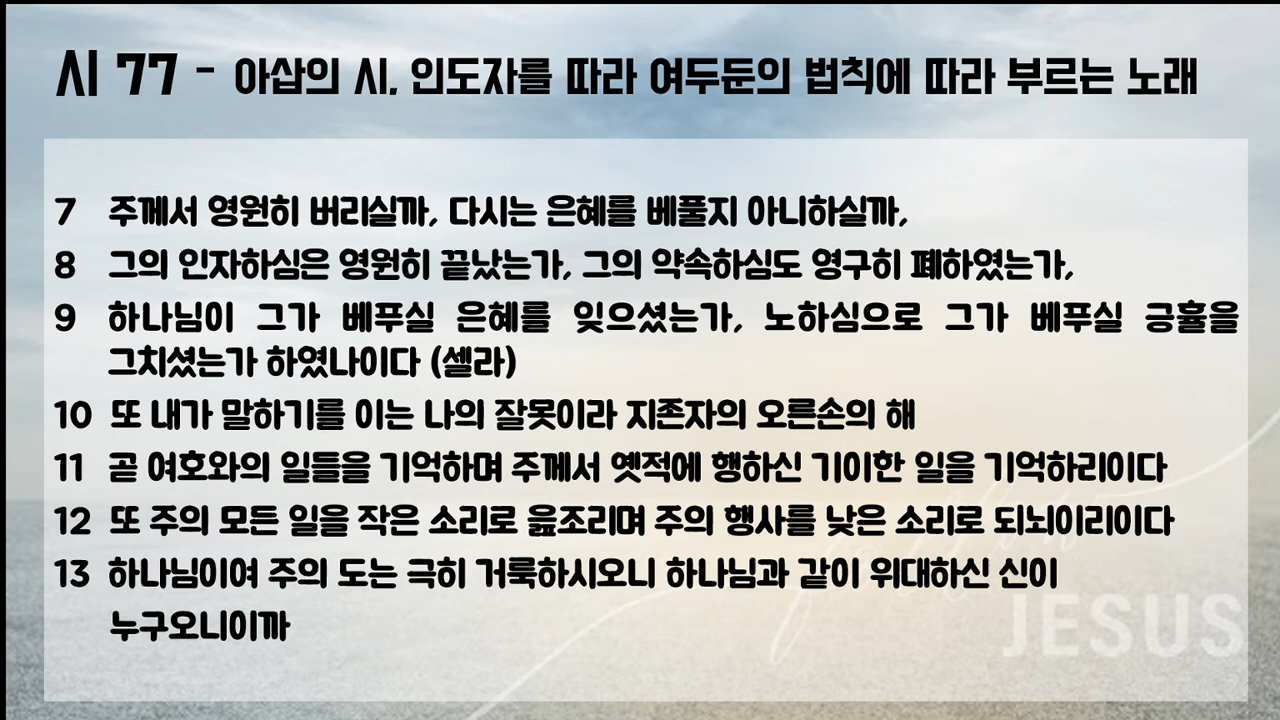 시 77 - 아삽의 시, 인도자를 따라 여두둔의 법칙에 따라 부르는 노래
7 주께서 영원히 버리실까, 다시는 은혜를 베풀지 아니하실까,
8 그의 인자하심은 영원히 끝났는가, 그의 약속하심도 영구히 폐하였는가,
9 하나님이 그가 베푸실 은혜를 잊으셨는가, 노하심으로 그가 베푸실 긍휼을
그치셨는가 하였나이다 (셀라)
10 또 내가 말하기를 이는 나의 잘못이라 지존자의 오른손의 해
11 곧 여호와의 일들을 기억하며 주께서 옛적에 행하신 기이한 일을 기억하리이다
12 또 주의 모든 일을 작은 소리로 읊조리며 주의 행사를 낮은 소리로 되뇌이리이다
13 하나님이여 주의 도는 극히 거룩하시오니 하나님과 같이 위대하신 신이
누구오니이까
follow
JESUS